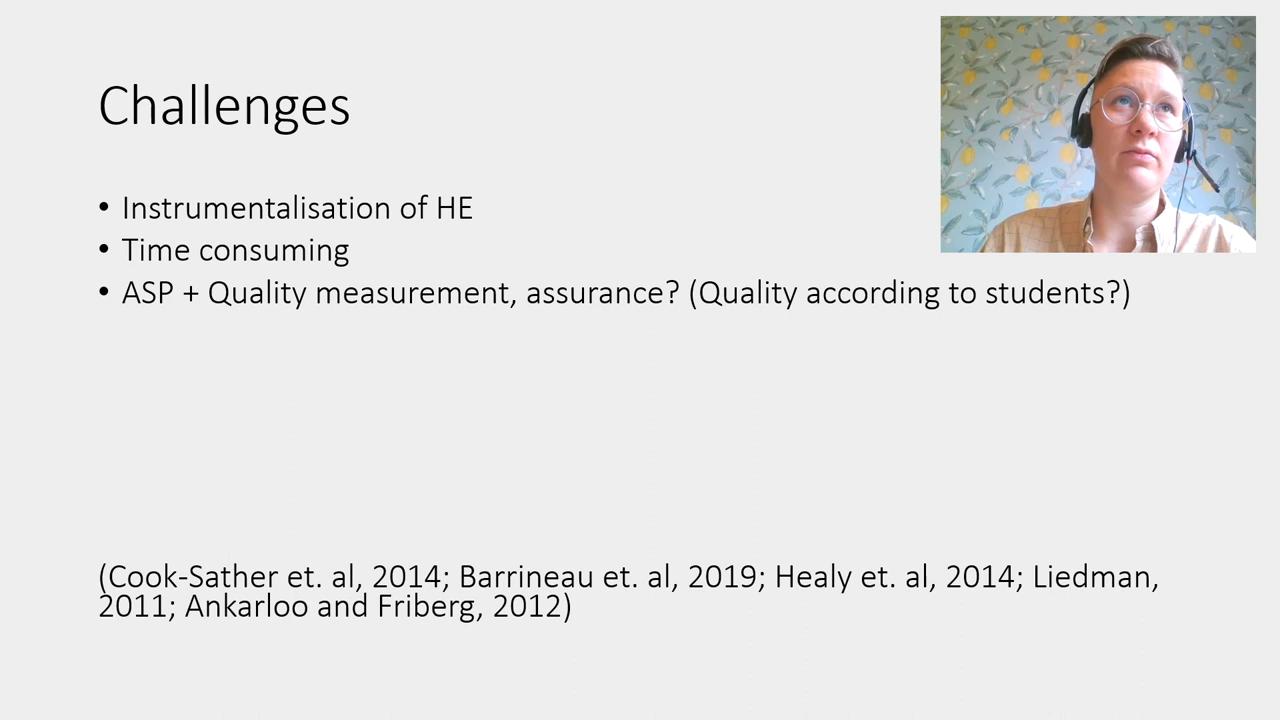 Challenges
• Instrumentalisation of HE
• Time consuming
• ASP + Quality measurement, assurance? (Quality according to students?)
(Cook-Sather et. al, 2014; Barrineau et. al, 2019; Healy et. al, 2014; Liedman,
2011; Ankarloo and Friberg, 2012)